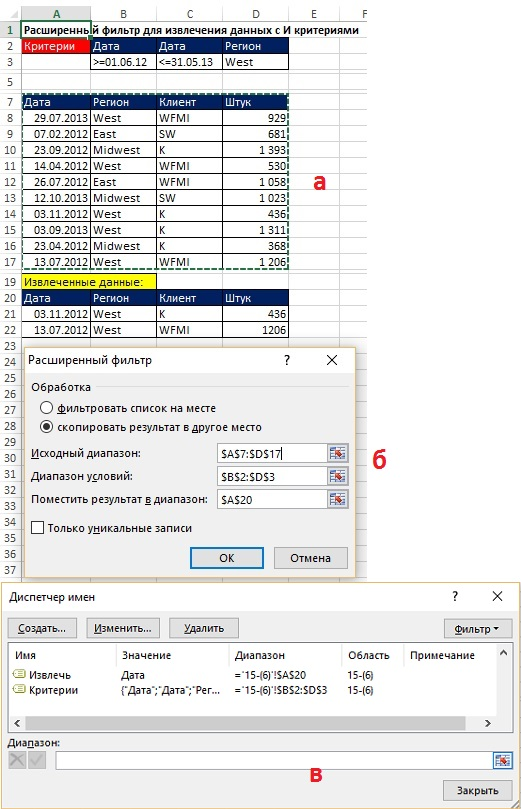 A B C D E F
1 Расширенный фильтр для извлечения данных с И критериями
2 Критерии Дата Дата Регион
3 >=01.06.12 <=31.05.13 West
5
7 Дата Регион Клиент Штук
8 29.07.2013 West WFMI 929
9 07.02.2012 East SW 681
10 23.09.2012 Midwest K 1 393
11 14.04.2012 West WFMI 530
12 26.07.2012 East WFMI 1 058
13 12.10.2013 Midwest SW 1 023
14 03.11.2012 West K 436
15 03.09.2013 West K 1 311
16 23.04.2012 Midwest K 368
17 13.07.2012 West WFMI 1 206
а
19 Извлеченные данные:
20 Дата Регион Клиент Штук
21 03.11.2012 West K 436
22 13.07.2012 West WFMI 1206
23
24
25
26
27
28
29
30
31
32
33
34
35
36
37
Расширенный фильтр ? ×
Обработка
фильтровать список на месте
скопировать результат в другое место
Исходный диапазон: $A$7:$D$17
Диапазон условий: $B$2:$D$3
Поместить результат в диапазон: $A$20
Только уникальные записи
ОК Отмена
б
Диспетчер имен ? ×
Создать... Изменить... Удалить Фильтр
Имя Значение Диапазон Область Примечание
Извлечь Дата ='15-(6)'!$A$20 15-(6)
Критерии {"Дата";"Дата";"Рег... ='15-(6)'!$B$2:$D$3 15-(6)
Диапазон:
в
Закрыть